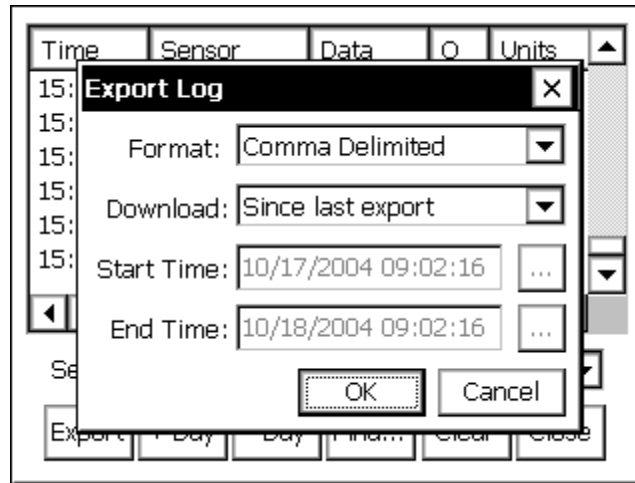 Time Sensor Data O Units
15:
Export Log
15:
Format: Comma Delimited
15:
15:
Download: Since last export
15:
15:
Start Time: 10/17/2004 09:02:16 ...
End Time: 10/18/2004 09:02:16 ...
Se
OK Cancel
Export + Day - Day Find... Clear Close